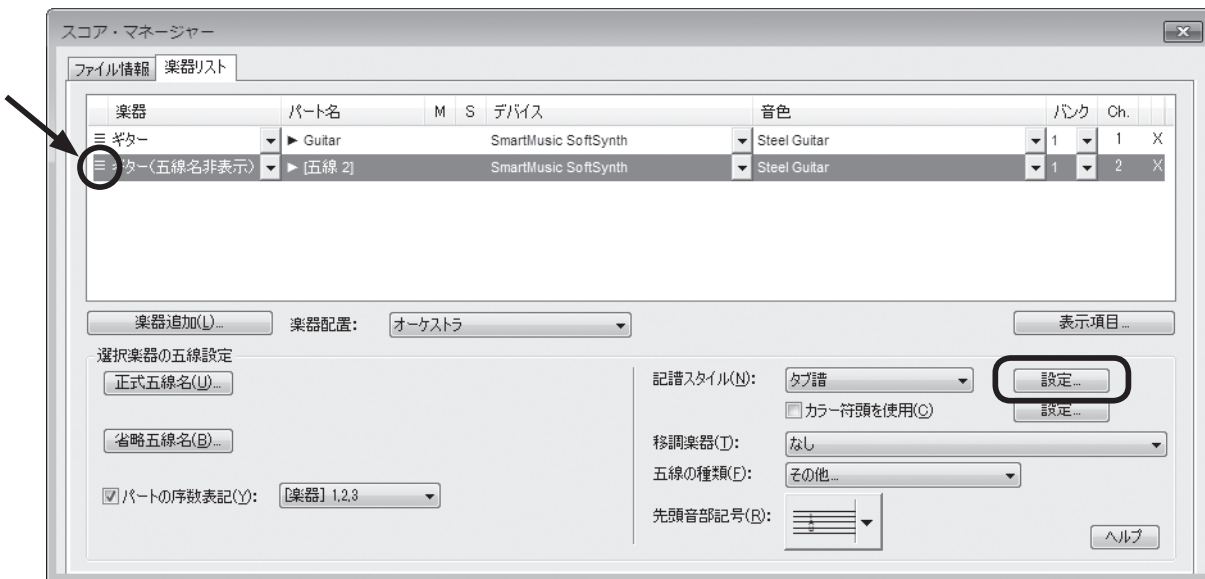 スコア・マネージャー
ファイル情報 楽器リスト
楽器 パート名 M S デバイス 音色 バンク Ch.
ギター ▶ Guitar SmartMusic SoftSynth Steel Guitar 1 1 X
ギター(五線名非表示) ▶ [五線 2] SmartMusic SoftSynth Steel Guitar 1 2 X
楽器追加(L)... 楽器配置: オーケストラ 表示項目...
選択楽器の五線設定
正式五線名(U)... 記譜スタイル(N): タブ譜 設定...
カラー符頭を使用(C) 設定...
省略五線名(B)... 移調楽器(T): なし
五線の種類(F): その他...
パートの序数表記(Y): [楽器] 1,2,3
先頭音部記号(R):
ヘルプ